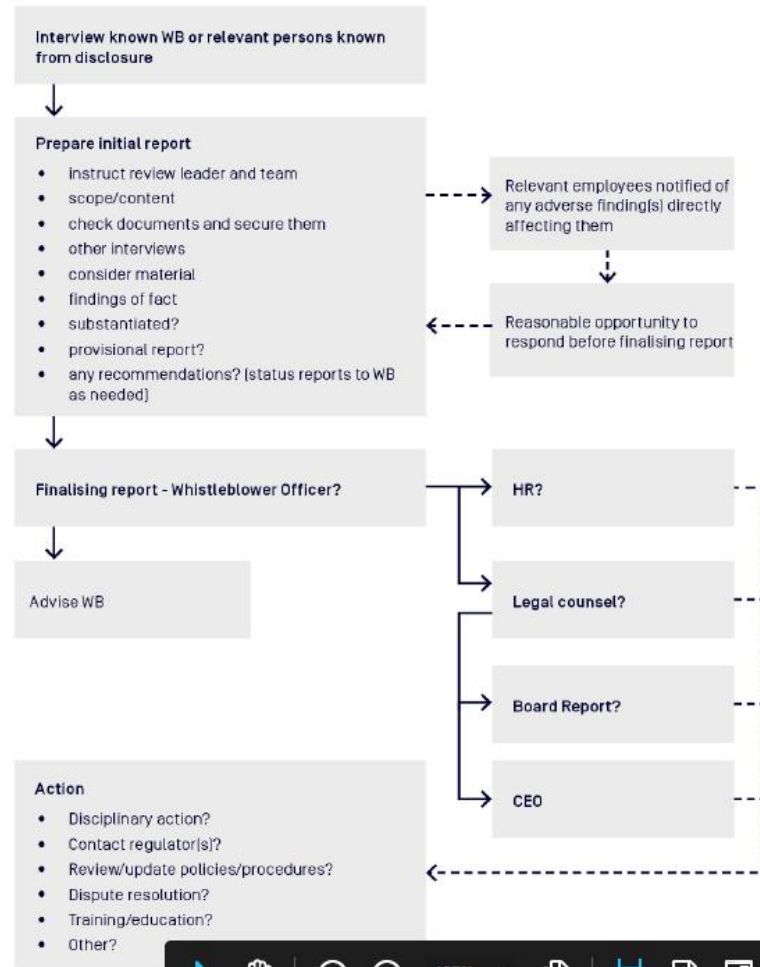 Interview known WB or relevant persons known
from disclosure
Prepare initial report
• instruct review leader and team
• scope/content
• check documents and secure them
• other interviews
• consider material
• findings of fact
• substantiated?
• provisional report?
• any recommendations? (status reports to WB
as needed)
Relevant employees notified of
any adverse finding(s) directly
affecting them
Reasonable opportunity to
respond before finalising report
Finalising report - Whistleblower Officer?
HR?
Advise WB
Legal counsel?
Board Report?
CEO
Action
• Disciplinary action?
• Contact regulator(s)?
• Review/update policies/procedures?
• Dispute resolution?
• Training/education?
• Other?